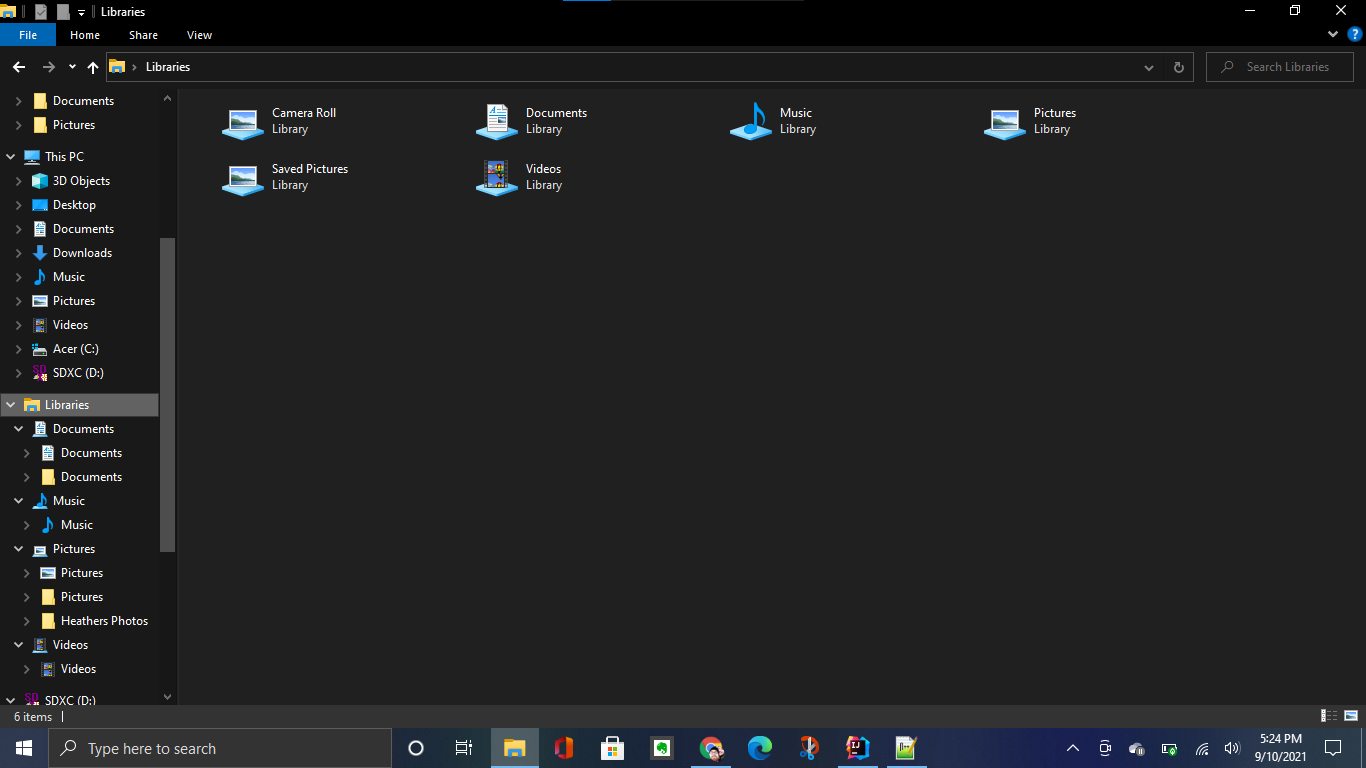 Libraries
File Home Share View
Libraries
Search Libraries
Documents
Pictures
This PC
3D Objects
Desktop
Documents
Downloads
Music
Pictures
Videos
Acer (C:)
SDXC (D:)
Libraries
Documents
Documents
Documents
Music
Music
Pictures
Pictures
Pictures
Heathers Photos
Videos
Videos
SDXC (D:)
Camera Roll
Library
Documents
Library
Music
Library
Pictures
Library
Saved Pictures
Library
Videos
Library
6 items
Type here to search
5:24 PM
9/10/2021